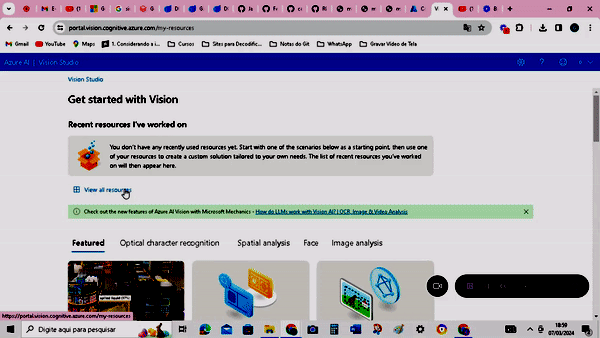 portal.vision.cognitive.azure.com/my-resources
Gmail YouTube Maps 1. Considerando a i... Cursos Sites para Decodific... Notas do Git WhatsApp Gravar Vídeo de Tela
Azure AI | Vision Studio
Vision Studio
Get started with Vision
Recent resources I've worked on
You don't have any recently used resources yet. Start with one of the scenarios below as a starting point, then use one
of your resources to create a custom solution tailored to your own needs. The list of recent resources you've worked
on will then appear here.
View all resources
Check out the new features of Azure AI Vision with Microsoft Mechanics - How do LLMs work with Vision AI? | OCR, Image & Video Analysis
Featured Optical character recognition Spatial analysis Face Image analysis
https://portal.vision.cognitive.azure.com/my-resources
Digite aqui para pesquisar
18:59
07/03/2024